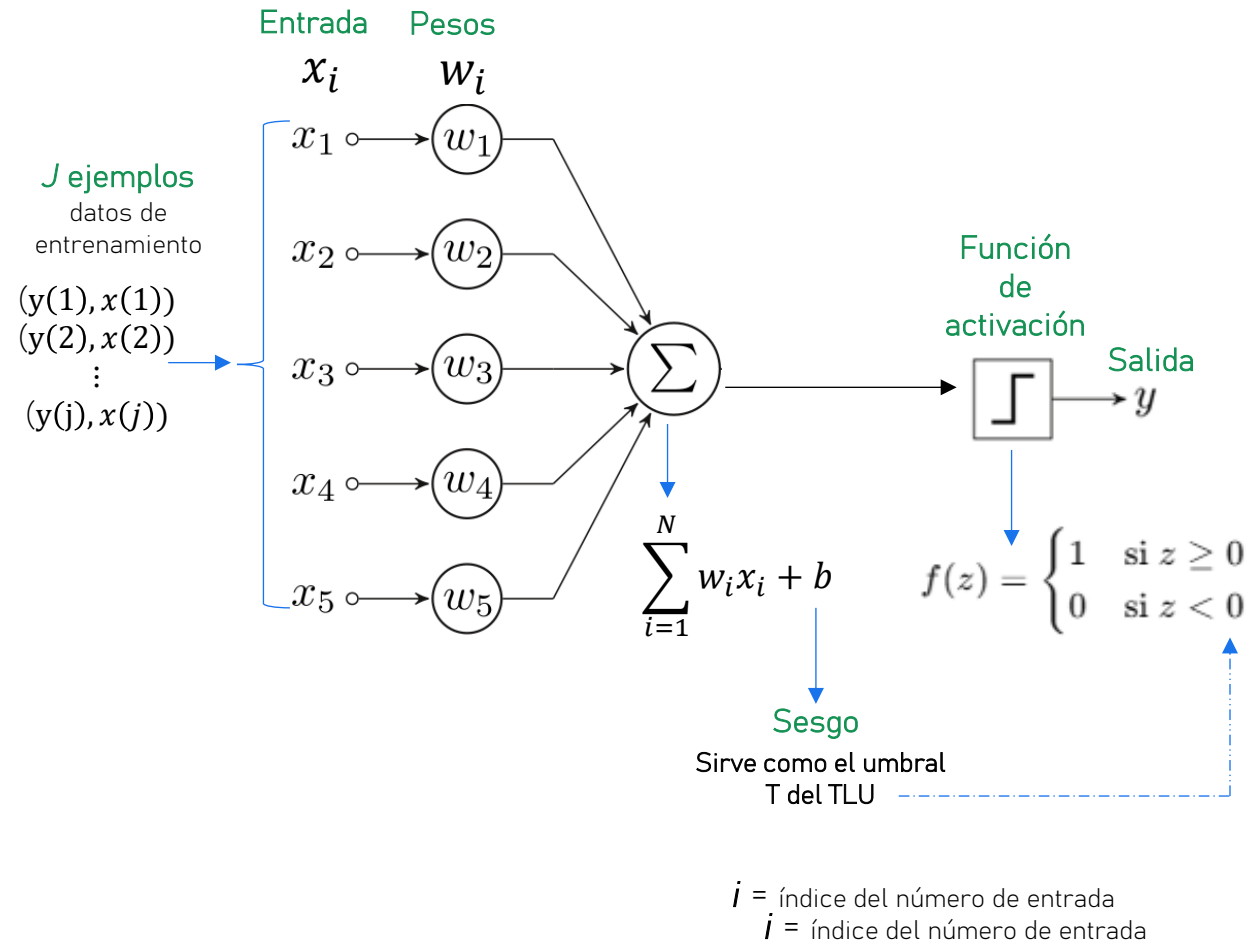 Entrada
Pesos
x_i
w_i
x_1
w_1
x_2
w_2
x_3
w_3
x_4
w_4
x_5
w_5
J ejemplos
datos de
entrenamiento
(y(1), x(1))
(y(2), x(2))
⋮
(y(j), x(j))
∑
Función
de
activación
Salida
y
N
∑ w_i x_i + b
i=1
f(z) = { 1 si z ≥ 0
0 si z < 0
Sesgo
Sirve como el umbral
T del TLU
i = índice del número de entrada
i = índice del número de entrada